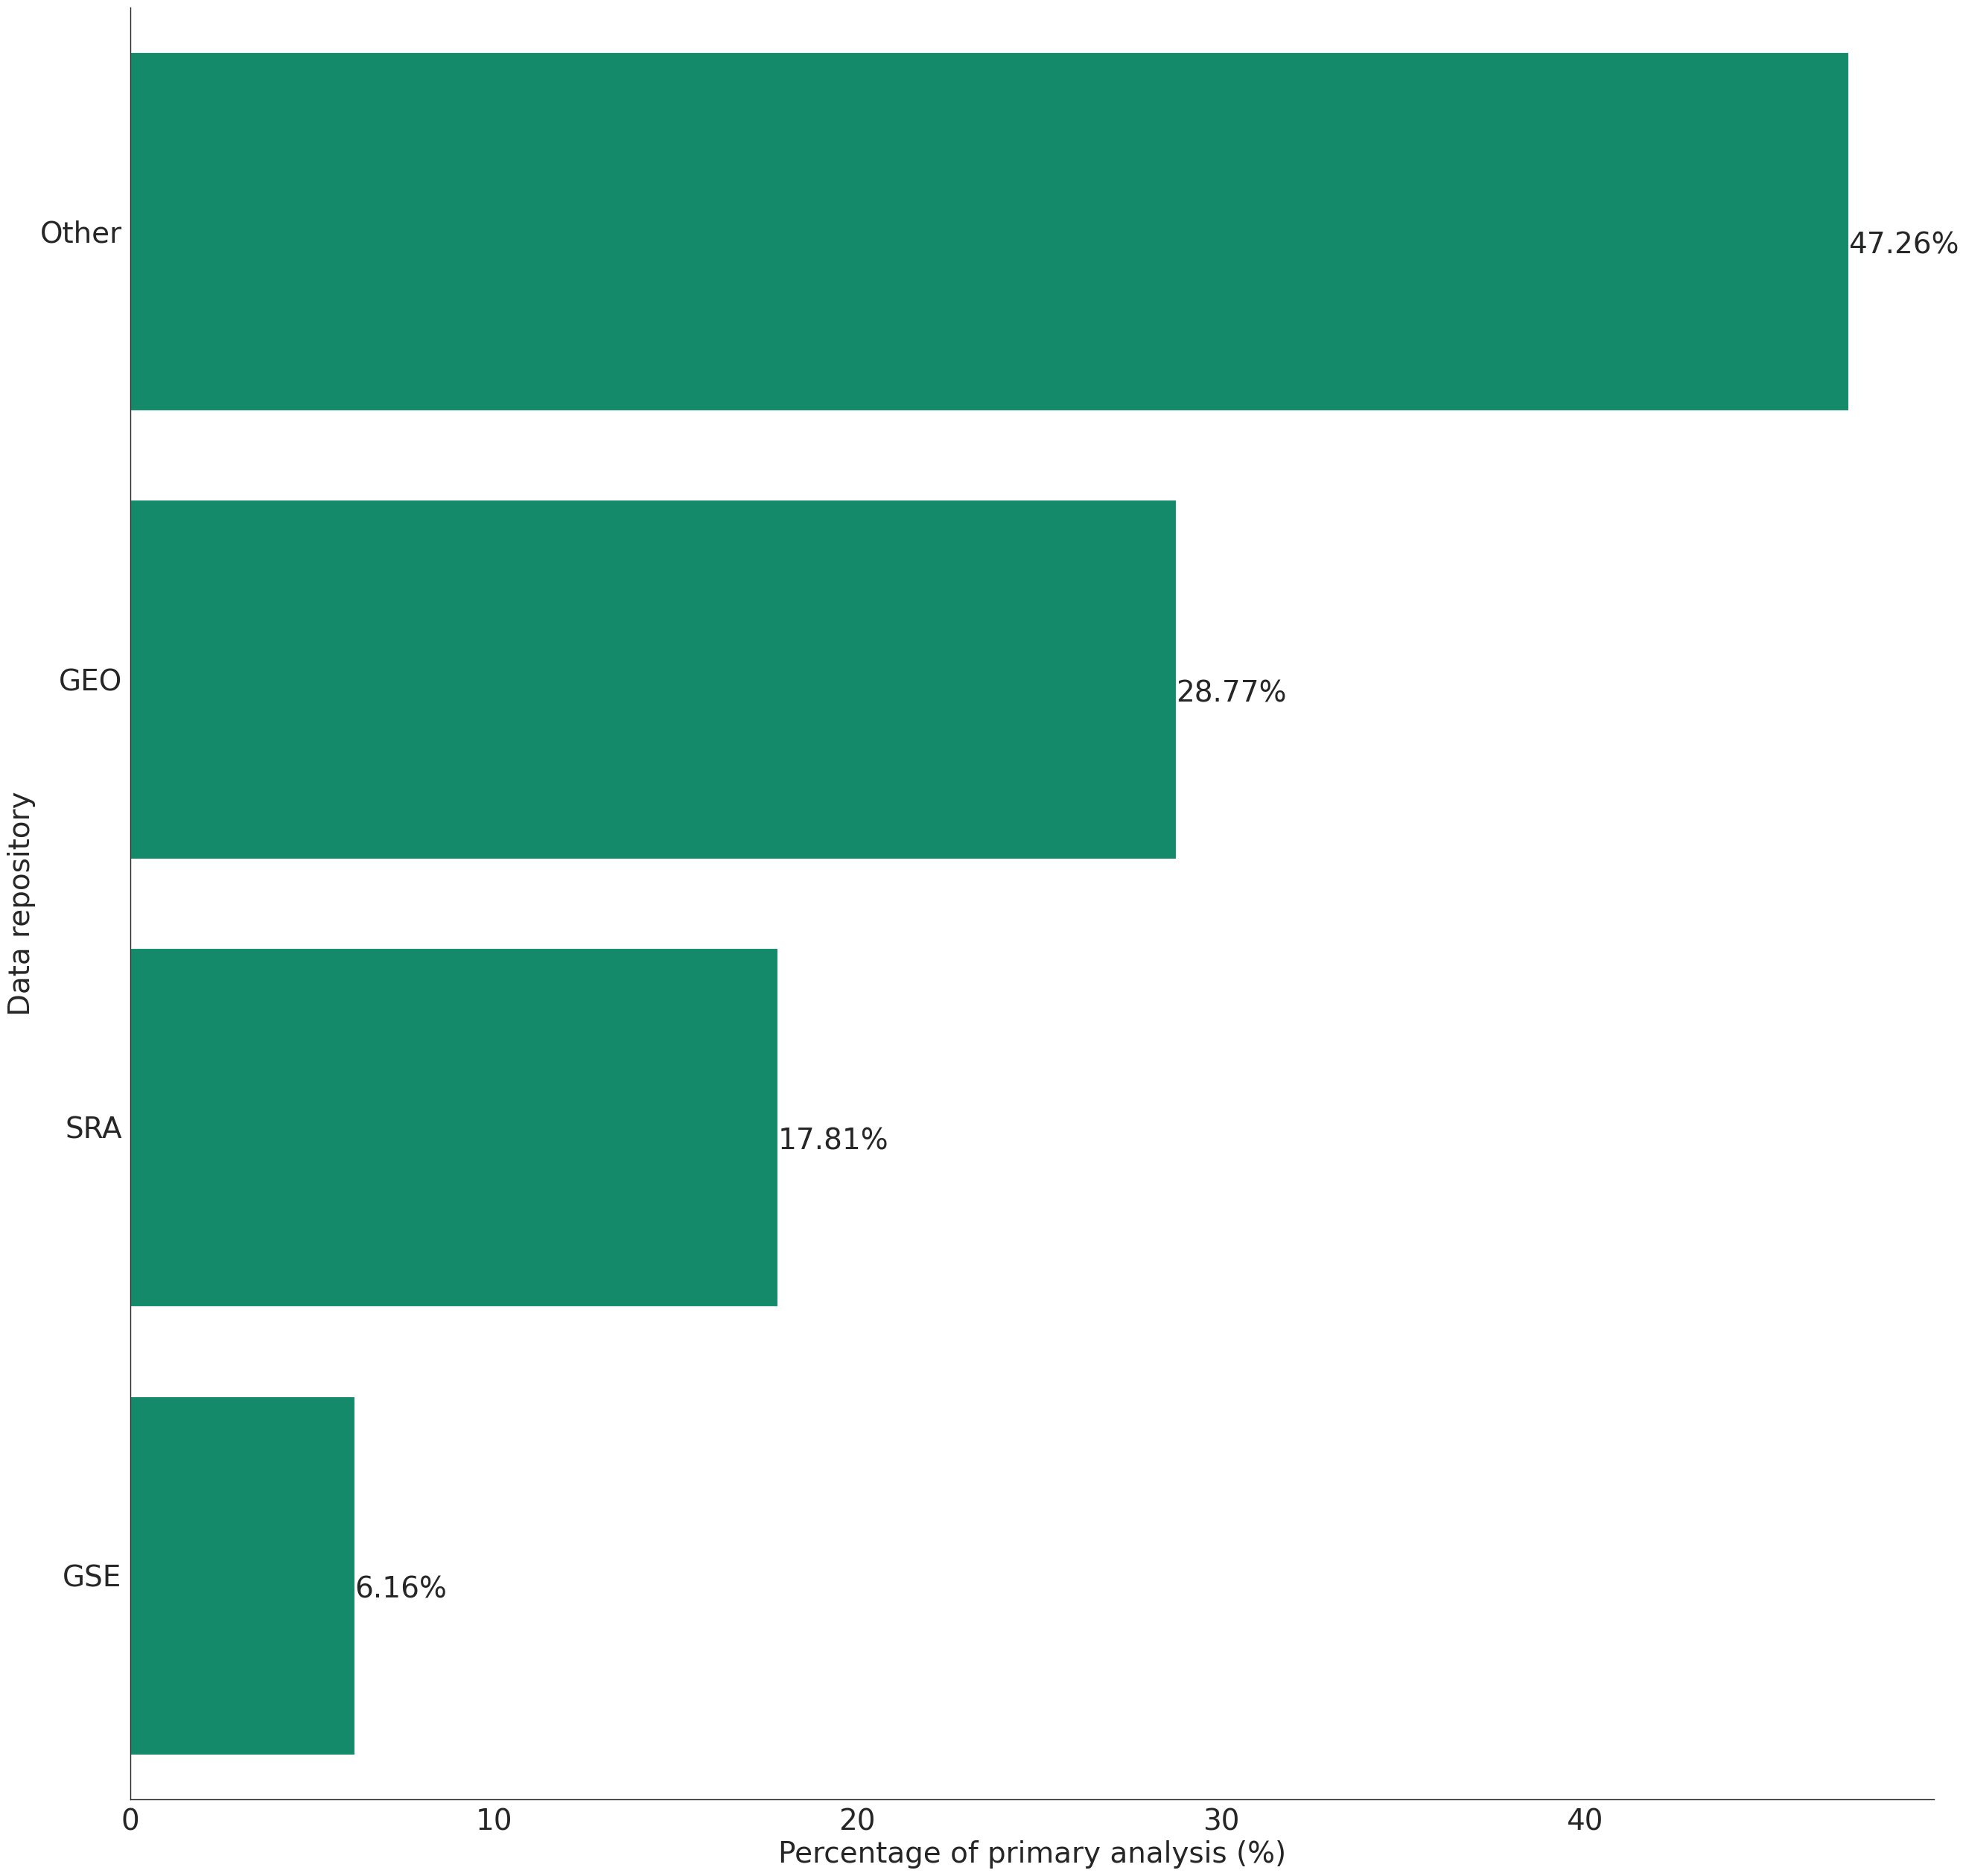 Other
47.26%
GEO
28.77%
Data repository
SRA
17.81%
GSE
6.16%
0 10 20 30 40
Percentage of primary analysis (%)